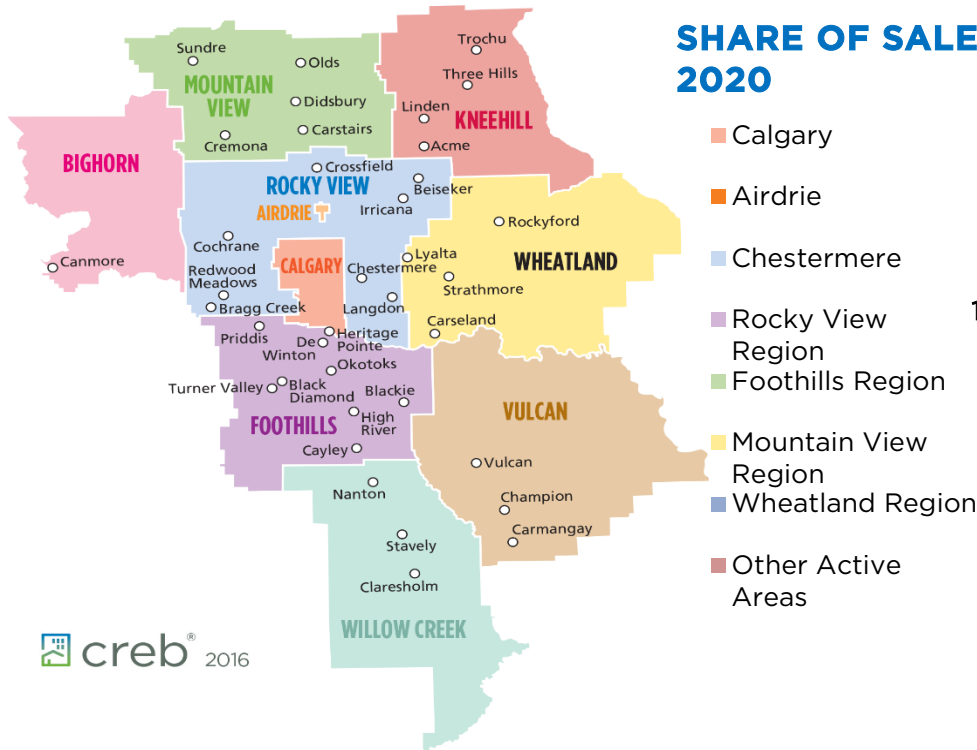 Sundre
Olds
MOUNTAIN
VIEW
Didsbury
Carstairs
Cremona
Trochu
Three Hills
Linden
KNEEHILL
Acme
BIGHORN
Canmore
Crossfield
ROCKY VIEW
Beiseker
AIRDRIE
Irricana
Cochrane
CALGARY
Redwood
Meadows
Bragg Creek
Chestermere
Langdon
Rockyford
Lyalta
WHEATLAND
Strathmore
Carseland
Priddis
De
Winton
Heritage
Pointe
Okotoks
Turner Valley
Black
Diamond
Blackie
High
River
FOOTHILLS
Cayley
VULCAN
Vulcan
Champion
Carmangay
Nanton
Stavely
Claresholm
WILLOW CREEK
creb® 2016
SHARE OF SALE
2020
Calgary
Airdrie
Chestermere
Rocky View
Region
1
Foothills Region
Mountain View
Region
Wheatland Region
Other Active
Areas